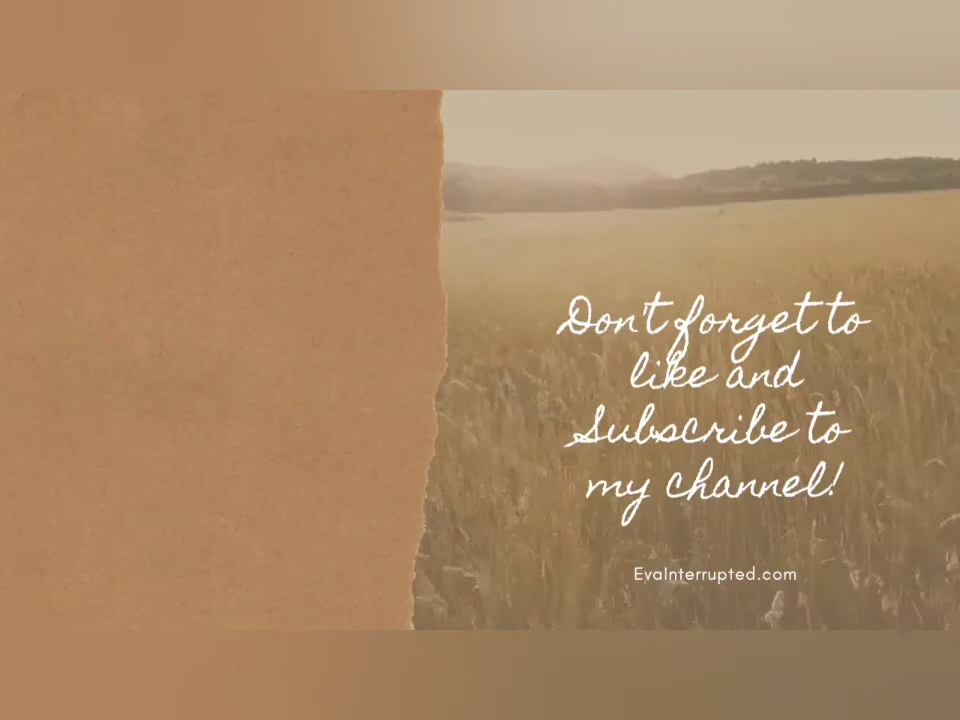 Don't forget to
like and
Subscribe to
my channel!
EvaInterrupted.com